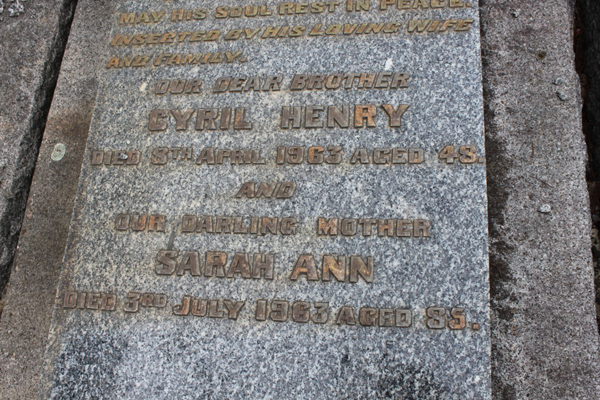 MAY HIS SOUL REST IN PEACE.
INSERTED BY HIS LOVING WIFE
AND FAMILY.
OUR DEAR BROTHER
CYRIL HENRY
DIED 8TH APRIL 1963 AGED 48.
AND
OUR DARLING MOTHER
SARAH ANN
DIED 3RD JULY 1963 AGED 85.